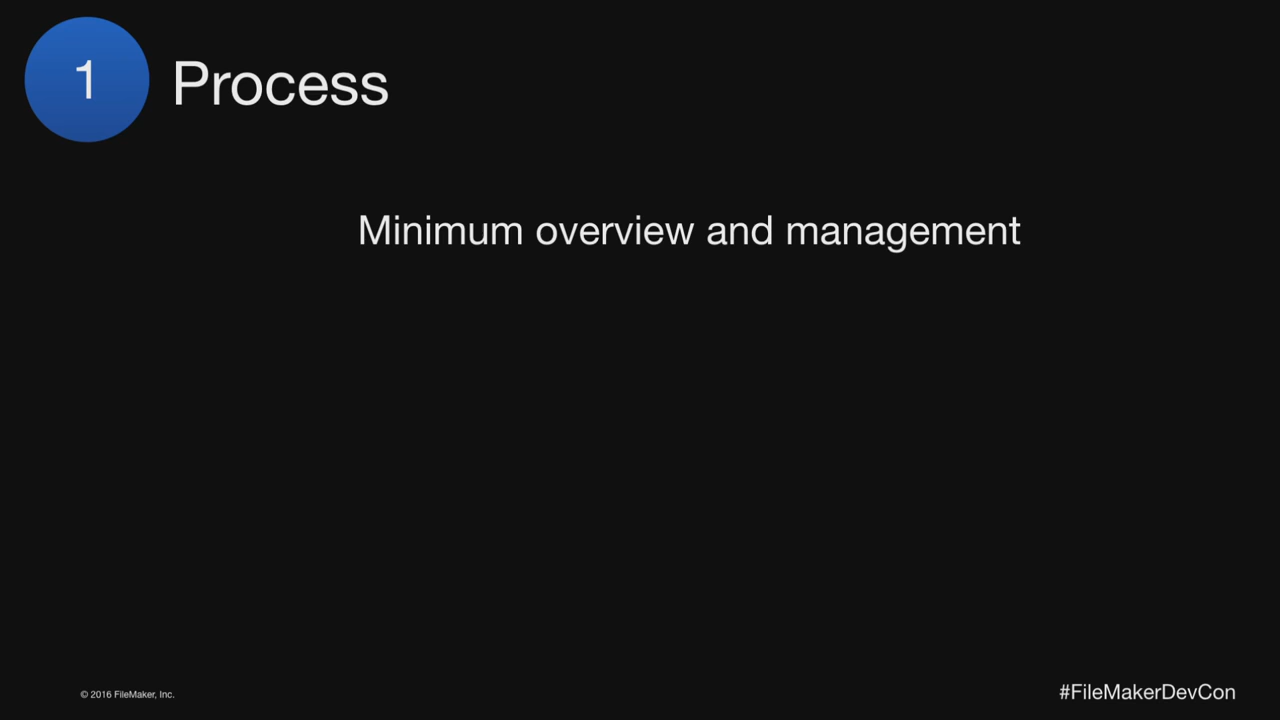 1
Process
Minimum overview and management
© 2016 FileMaker, Inc.
#FileMakerDevCon